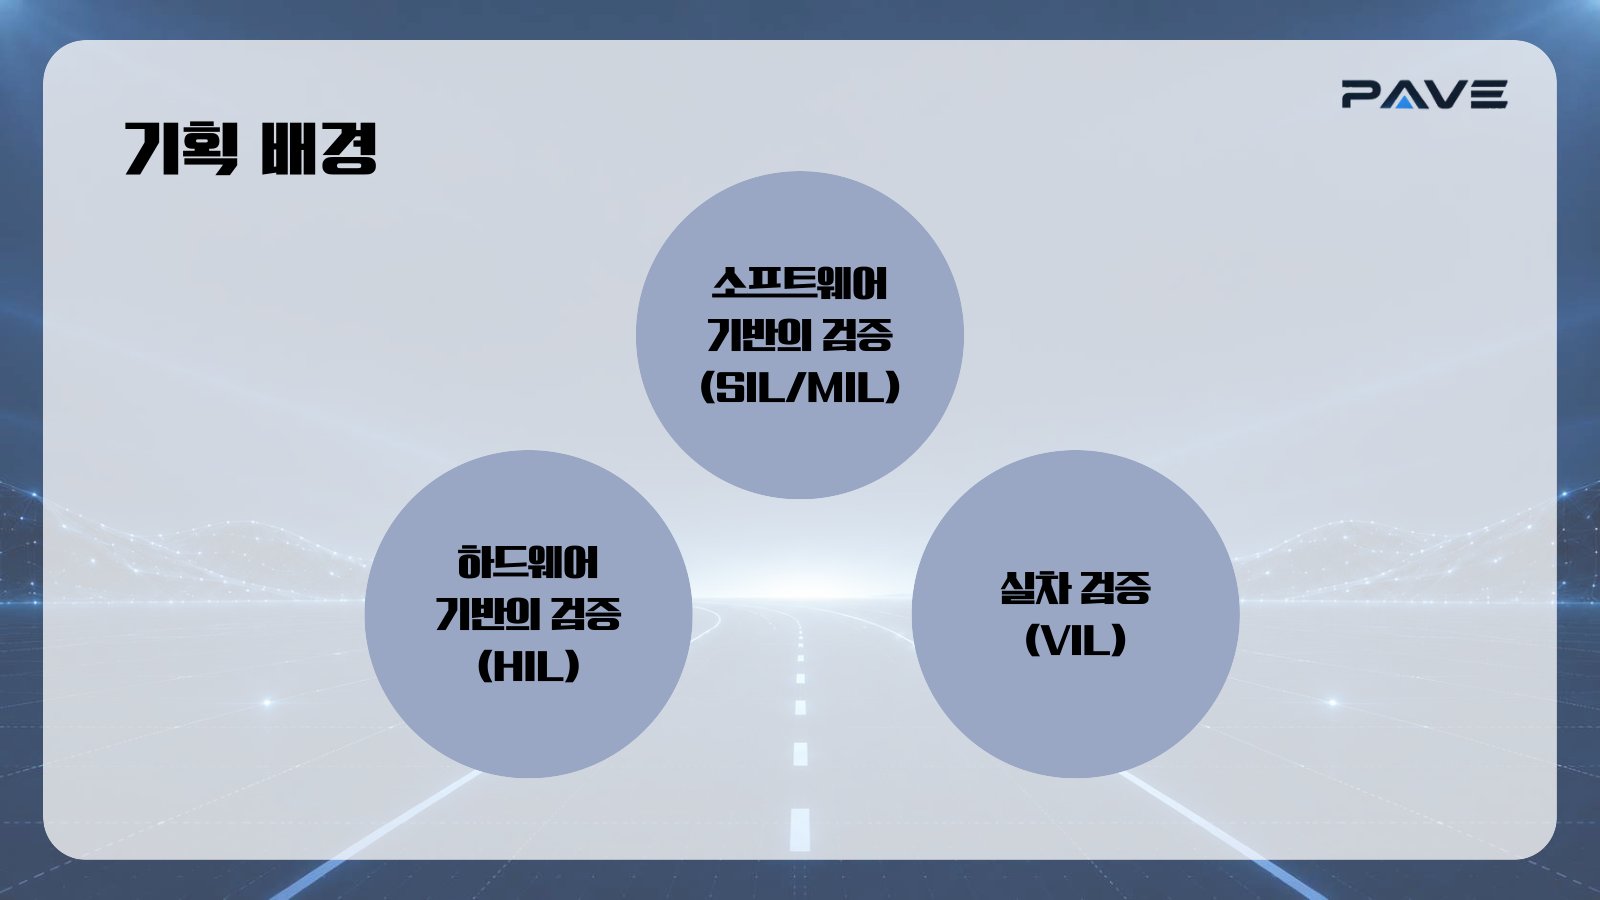 PAVE
기획 배경
소프트웨어
기반의 검증
(SIL/MIL)
하드웨어
기반의 검증
(HIL)
실차 검증
(VIL)